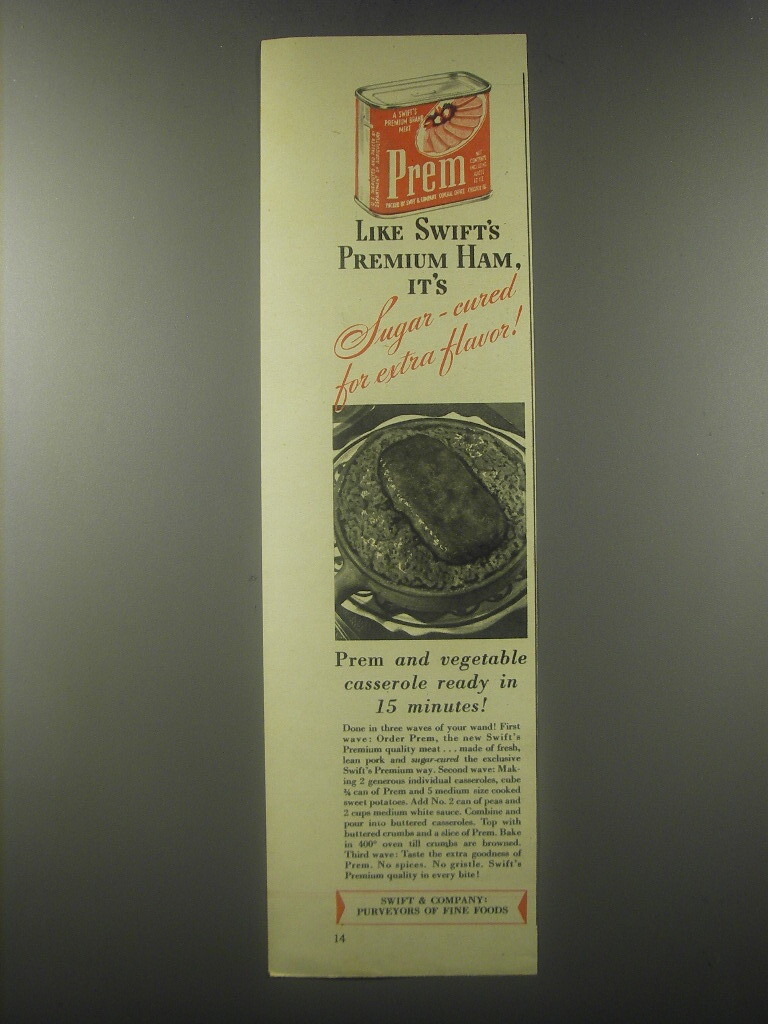 A SWIFT'S
PREMIUM BRAND
MEAT
Prem
PACKED BY SWIFT & COMPANY
LIKE SWIFT'S
PREMIUM HAM,
IT'S
Sugar-cured
for extra flavor!
Prem and vegetable
casserole ready in
15 minutes!
Done in three waves of your wand! First
wave: Order Prem, the new Swift's
Premium quality meat . . . made of fresh,
lean pork and sugar-cured the exclusive
Swift's Premium way. Second wave: Mak-
ing 2 generous individual casseroles, cube
¾ can of Prem and 5 medium size cooked
sweet potatoes. Add No. 2 can of peas and
2 cups medium white sauce. Combine and
pour into buttered casseroles. Top with
buttered crumbs and a slice of Prem. Bake
in 400° oven till crumbs are browned.
Third wave: Taste the extra goodness of
Prem. No spices. No gristle. Swift's
Premium quality in every bite!
SWIFT & COMPANY:
PURVEYORS OF FINE FOODS
14